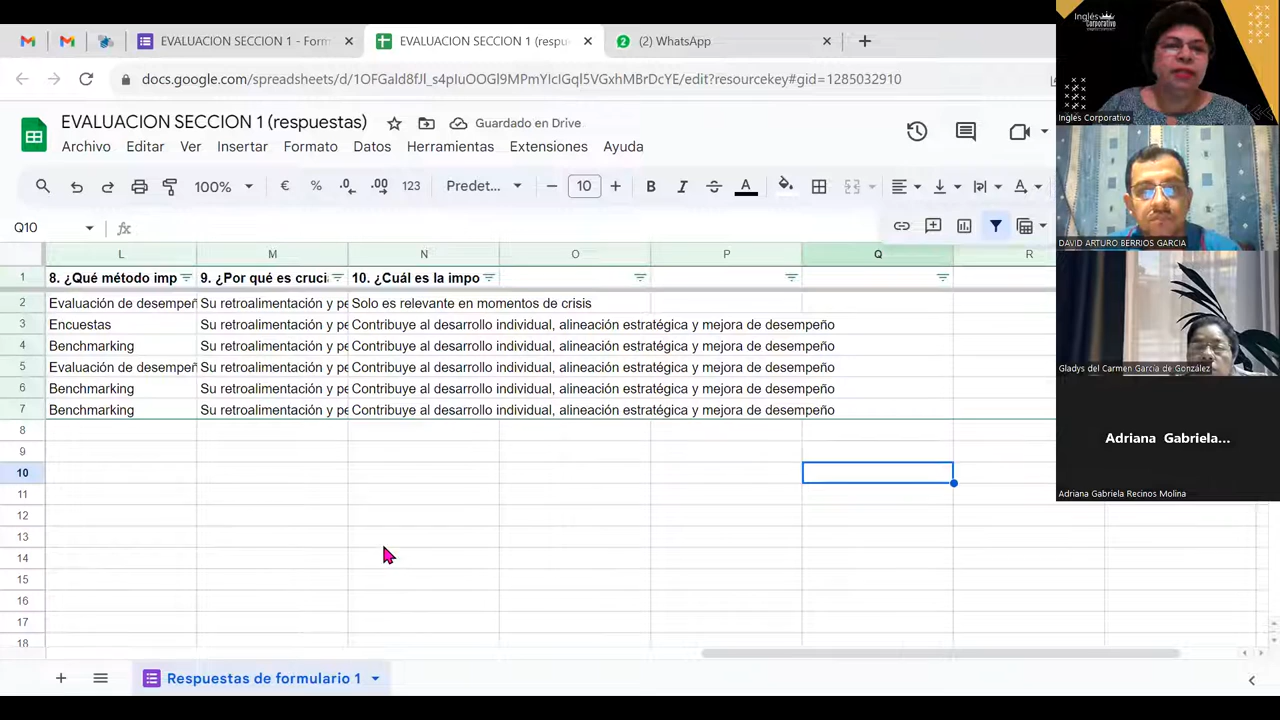 EVALUACION SECCION 1 - Form
EVALUACION SECCION 1 (respu
(2) WhatsApp
docs.google.com/spreadsheets/d/1OFGald8fJl_s4pIuOOGl9MPmYIcIGql5VGxhMBrDcYE/edit?resourcekey#gid=1285032910
EVALUACION SECCION 1 (respuestas)
Guardado en Drive
Archivo Editar Ver Insertar Formato Datos Herramientas Extensiones Ayuda
100% € % .0 .00 123 Predet... 10 B I S A
Q10 fx
L M N O P Q R
1 8. ¿Qué método imp 9. ¿Por qué es cruci 10. ¿Cuál es la impo
2 Evaluación de desempeñ Su retroalimentación y pe Solo es relevante en momentos de crisis
3 Encuestas Su retroalimentación y pe Contribuye al desarrollo individual, alineación estratégica y mejora de desempeño
4 Benchmarking Su retroalimentación y pe Contribuye al desarrollo individual, alineación estratégica y mejora de desempeño
5 Evaluación de desempeñ Su retroalimentación y pe Contribuye al desarrollo individual, alineación estratégica y mejora de desempeño
6 Benchmarking Su retroalimentación y pe Contribuye al desarrollo individual, alineación estratégica y mejora de desempeño
7 Benchmarking Su retroalimentación y pe Contribuye al desarrollo individual, alineación estratégica y mejora de desempeño
8
9
10
11
12
13
14
15
16
17
18
Respuestas de formulario 1
Inglés
Corporativo
Inglés Corporativo
DAVID ARTURO BERRIOS GARCIA
Gladys del Carmen García de González
Adriana Gabriela...
Adriana Gabriela Recinos Molina